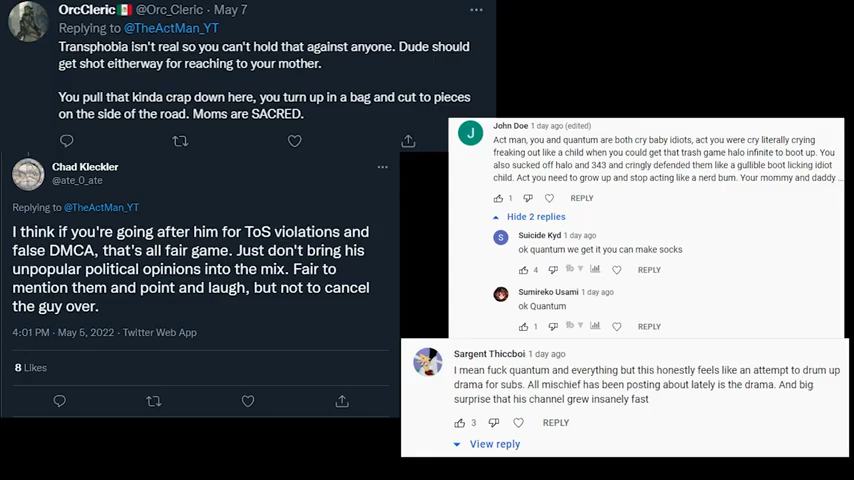 OrcCleric🇲🇽 @Orc_Cleric · May 7
Replying to @TheActMan_YT
Transphobia isn't real so you can't hold that against anyone. Dude should
get shot eitherway for reaching to your mother.
You pull that kinda crap down here, you turn up in a bag and cut to pieces
on the side of the road. Moms are SACRED.
Chad Kleckler
@ate_0_ate
Replying to @TheActMan_YT
I think if you're going after him for ToS violations and
false DMCA, that's all fair game. Just don't bring his
unpopular political opinions into the mix. Fair to
mention them and point and laugh, but not to cancel
the guy over.
4:01 PM · May 5, 2022 · Twitter Web App
8 Likes
J
John Doe 1 day ago (edited)
Act man, you and quantum are both cry baby idiots, act you were cry literally crying
freaking out like a child when you could get that trash game halo infinite to boot up. You
also sucked off halo and 343 and cringly defended them like a gullible boot licking idiot
child. Act you need to grow up and stop acting like a nerd bum. Your mommy and daddy ...
1 REPLY
Hide 2 replies
S
Suicide Kyd 1 day ago
ok quantum we get it you can make socks
4 REPLY
Sumireko Usami 1 day ago
ok Quantum
1 REPLY
Sargent Thiccboi 1 day ago
I mean fuck quantum and everything but this honestly feels like an attempt to drum up
drama for subs. All mischief has been posting about lately is the drama. And big
surprise that his channel grew insanely fast
3 REPLY
View reply